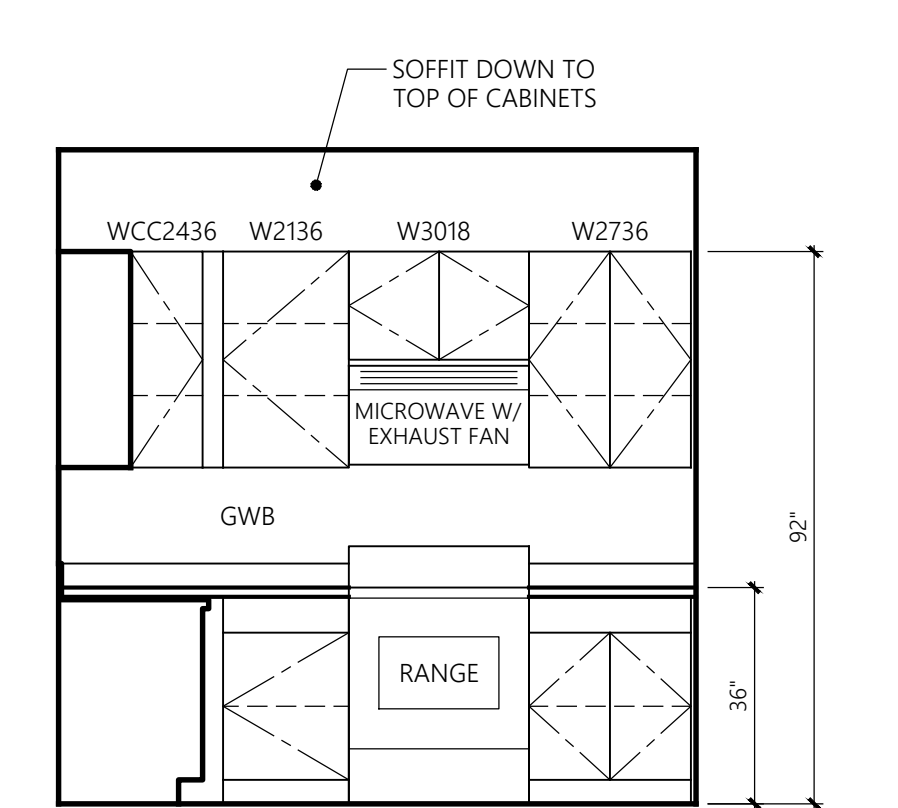 SOFFIT DOWN TO
TOP OF CABINETS
WCC2436 W2136 W3018 W2736
MICROWAVE W/
EXHAUST FAN
GWB
92"
RANGE
36"